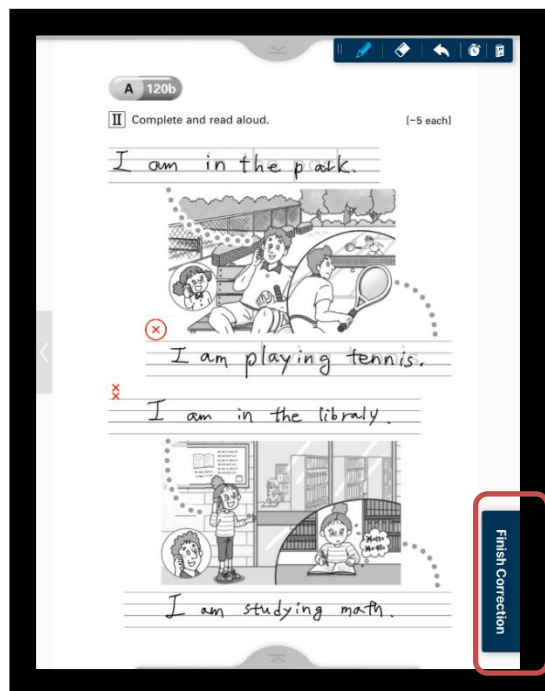 A 120b
II Complete and read aloud. [−5 each]
I am in the park.
I am playing tennis.
I am in the libraly.
I am studying math.
Finish Correction